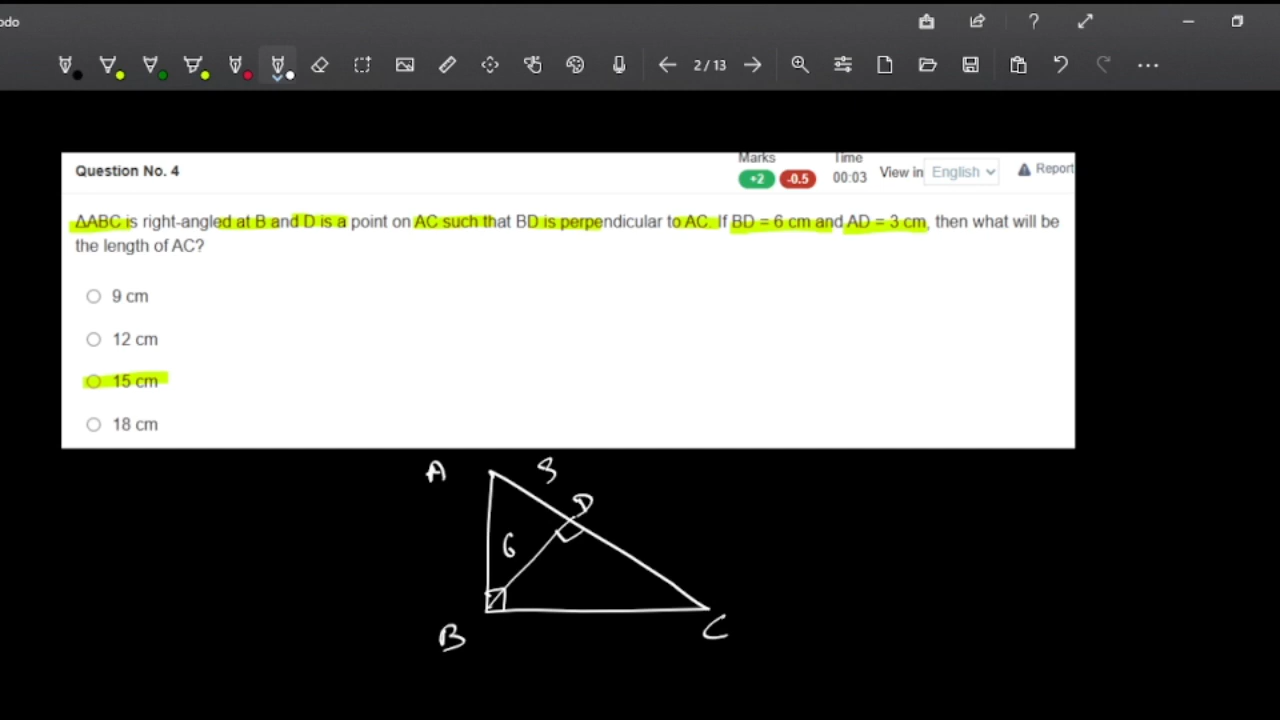 odo
2 / 13
Question No. 4
Marks
Time
+2
-0.5
00:03
View in
English
Report
ΔABC is right-angled at B and D is a point on AC such that BD is perpendicular to AC. If BD = 6 cm and AD = 3 cm, then what will be
the length of AC?
9 cm
12 cm
15 cm
18 cm
A
3
D
6
B
C